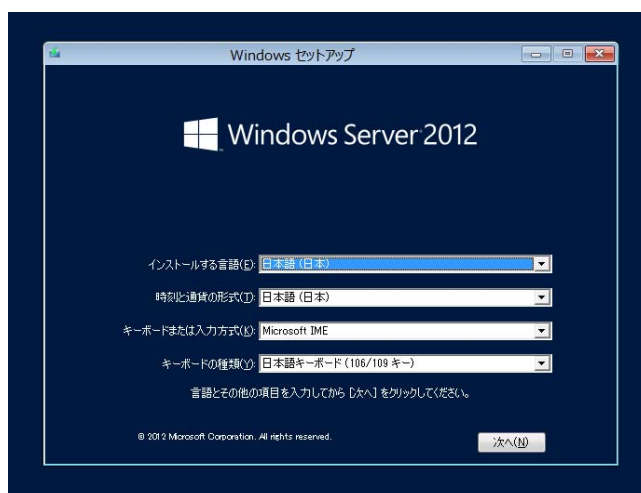 Windows セットアップ
Windows Server 2012
インストールする言語(E): 日本語 (日本)
時刻と通貨の形式(T): 日本語 (日本)
キーボードまたは入力方式(K): Microsoft IME
キーボードの種類(Y): 日本語キーボード (106/109 キー)
言語とその他の項目を入力してから [次へ] をクリックしてください。
© 2012 Microsoft Corporation. All rights reserved.
次へ(N)